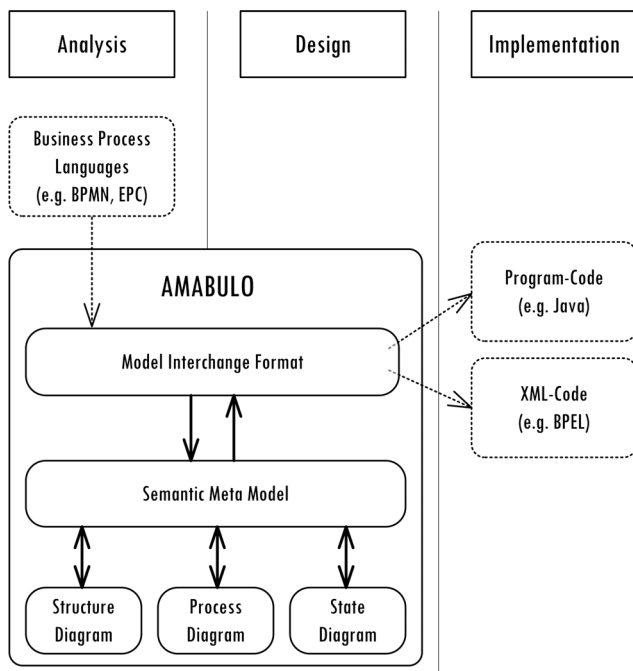 Analysis
Design
Implementation
Business Process
Languages
(e.g. BPMN, EPC)
AMABULO
Model Interchange Format
Program-Code
(e.g. Java)
XML-Code
(e.g. BPEL)
Semantic Meta Model
Structure
Diagram
Process
Diagram
State
Diagram